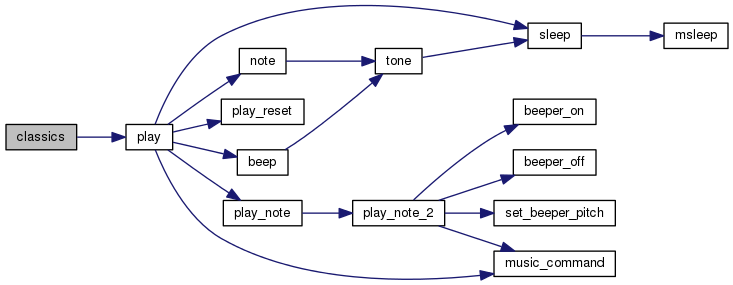 classics
play
sleep
msleep
note
tone
play_reset
beep
play_note
play_note_2
beeper_on
beeper_off
set_beeper_pitch
music_command